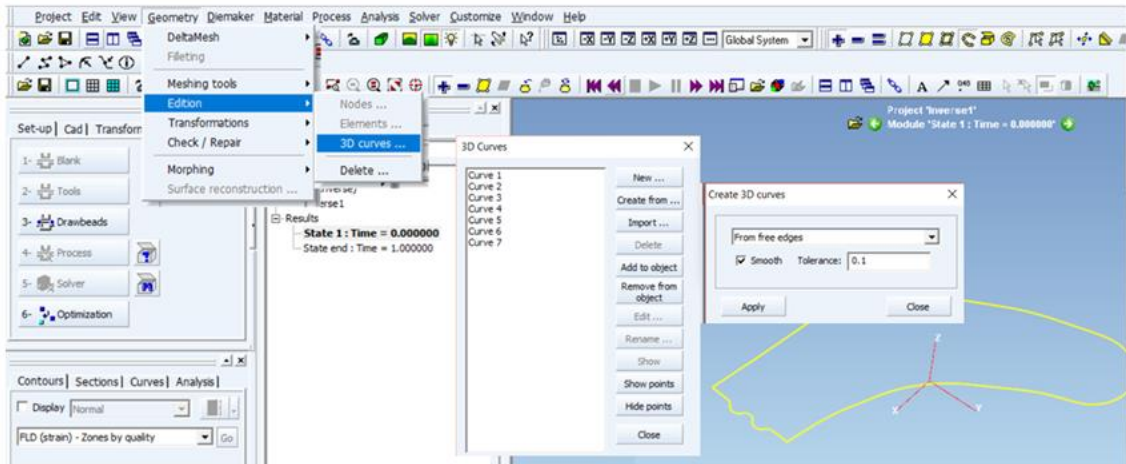 Project Edit View Geometry Diemaker Material Process Analysis Solver Customize Window Help
DeltaMesh
Fileting
Meshing tools
Edition
Transformations
Check / Repair
Morphing
Surface reconstruction ...
Nodes ...
Elements ...
3D curves ...
Delete ...
Global System
Set-up Cad Transform
1- Blank
2- Tools
3- Drawbeads
4- Process
5- Solver
6- Optimization
Results
State 1 : Time = 0.000000
State end : Time = 1.000000
Contours Sections Curves Analysis
Display Normal
FLD (strain) - Zones by quality Go
3D Curves
Curve 1
Curve 2
Curve 3
Curve 4
Curve 5
Curve 6
Curve 7
New ...
Create from ...
Import ...
Delete
Add to object
Remove from
object
Edit ...
Rename ...
Show
Show points
Hide points
Close
Create 3D curves
From free edges
Smooth Tolerance: 0.1
Apply Close
Project 'Inverse1'
Module 'State 1 : Time = 0.000000'
Z
X
Y